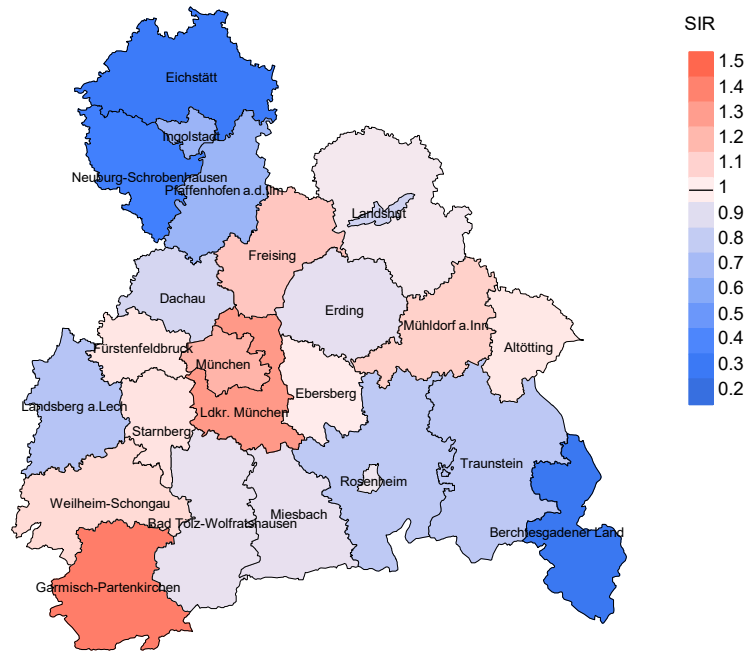 SIR
1.5
1.4
1.3
1.2
1.1
1
0.9
0.8
0.7
0.6
0.5
0.4
0.3
0.2
Eichstätt
Ingolstadt
Neuburg-Schrobenhausen
Pfaffenhofen a.d.Ilm
Landshut
Freising
Dachau
Erding
Mühldorf a.Inn
Fürstenfeldbruck
Altötting
München
Ebersberg
Landsberg a.Lech
Ldkr. München
Starnberg
Traunstein
Rosenheim
Weilheim-Schongau
Miesbach
Bad Tölz-Wolfratshausen
Berchtesgadener Land
Garmisch-Partenkirchen